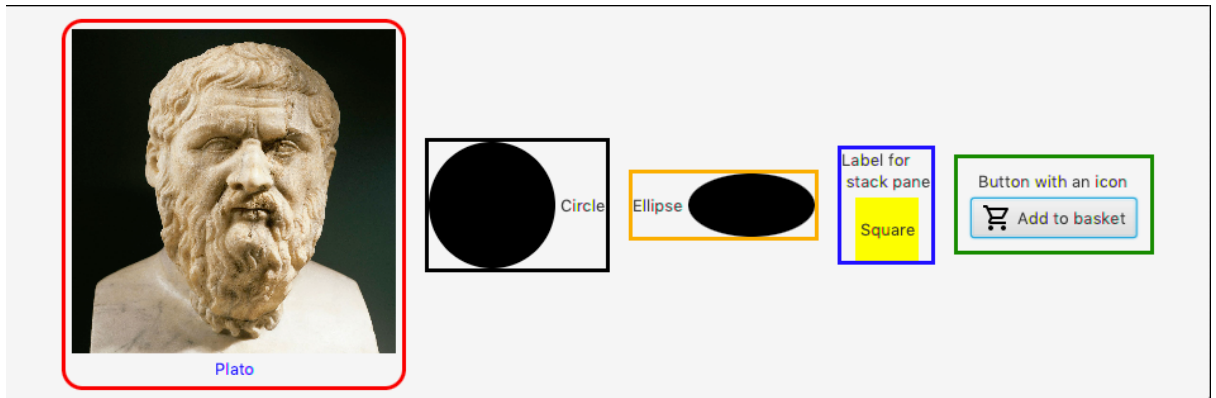 Plato
Circle
Ellipse
Label for
stack pane
Square
Button with an icon
Add to basket